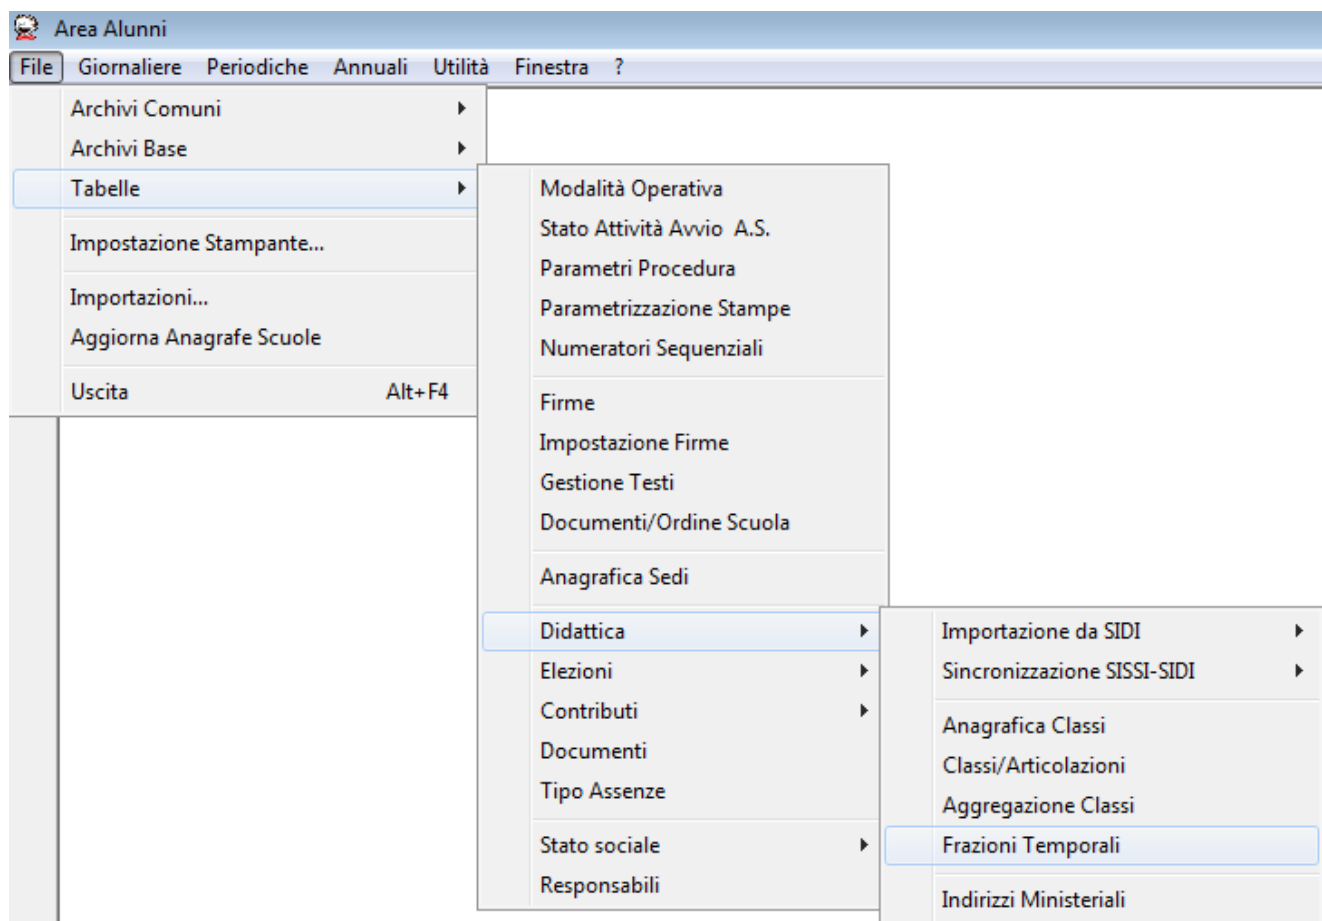 Area Alunni
File Giornaliere Periodiche Annuali Utilità Finestra ?
Archivi Comuni
Archivi Base
Tabelle
Impostazione Stampante...
Importazioni...
Aggiorna Anagrafe Scuole
Uscita Alt+F4
Modalità Operativa
Stato Attività Avvio A.S.
Parametri Procedura
Parametrizzazione Stampe
Numeratori Sequenziali
Firme
Impostazione Firme
Gestione Testi
Documenti/Ordine Scuola
Anagrafica Sedi
Didattica
Elezioni
Contributi
Documenti
Tipo Assenze
Stato sociale
Responsabili
Importazione da SIDI
Sincronizzazione SISSI-SIDI
Anagrafica Classi
Classi/Articolazioni
Aggregazione Classi
Frazioni Temporali
Indirizzi Ministeriali